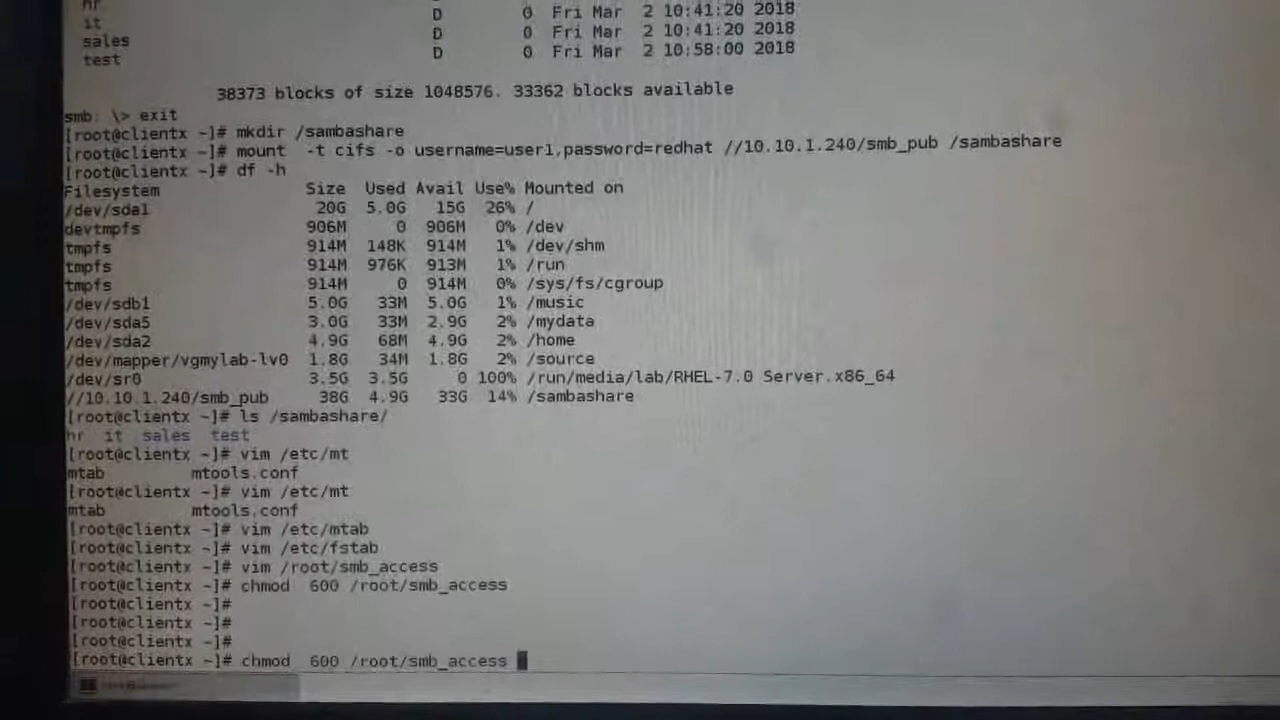 hr
it D 0 Fri Mar 2 10:41:20 2018
sales D 0 Fri Mar 2 10:41:20 2018
test D 0 Fri Mar 2 10:58:00 2018
38373 blocks of size 1048576. 33362 blocks available
smb: \> exit
[root@clientx ~]# mkdir /sambashare
[root@clientx ~]# mount  -t cifs -o username=user1,password=redhat //10.10.1.240/smb_pub /sambashare
[root@clientx ~]# df -h
Filesystem Size Used Avail Use% Mounted on
/dev/sda1 20G 5.0G 15G 26% /
devtmpfs 906M 0 906M 0% /dev
tmpfs 914M 148K 914M 1% /dev/shm
tmpfs 914M 976K 913M 1% /run
tmpfs 914M 0 914M 0% /sys/fs/cgroup
/dev/sdb1 5.0G 33M 5.0G 1% /music
/dev/sda5 3.0G 33M 2.9G 2% /mydata
/dev/sda2 4.9G 68M 4.9G 2% /home
/dev/mapper/vgmylab-lv0 1.8G 34M 1.8G 2% /source
/dev/sr0 3.5G 3.5G 0 100% /run/media/lab/RHEL-7.0 Server.x86_64
//10.10.1.240/smb_pub 38G 4.9G 33G 14% /sambashare
[root@clientx ~]# ls /sambashare/
hr it sales test
[root@clientx ~]# vim /etc/mt
mtab mtools.conf
[root@clientx ~]# vim /etc/mt
mtab mtools.conf
[root@clientx ~]# vim /etc/mtab
[root@clientx ~]# vim /etc/fstab
[root@clientx ~]# vim /root/smb_access
[root@clientx ~]# chmod  600 /root/smb_access
[root@clientx ~]#
[root@clientx ~]#
[root@clientx ~]#
[root@clientx ~]# chmod  600 /root/smb_access